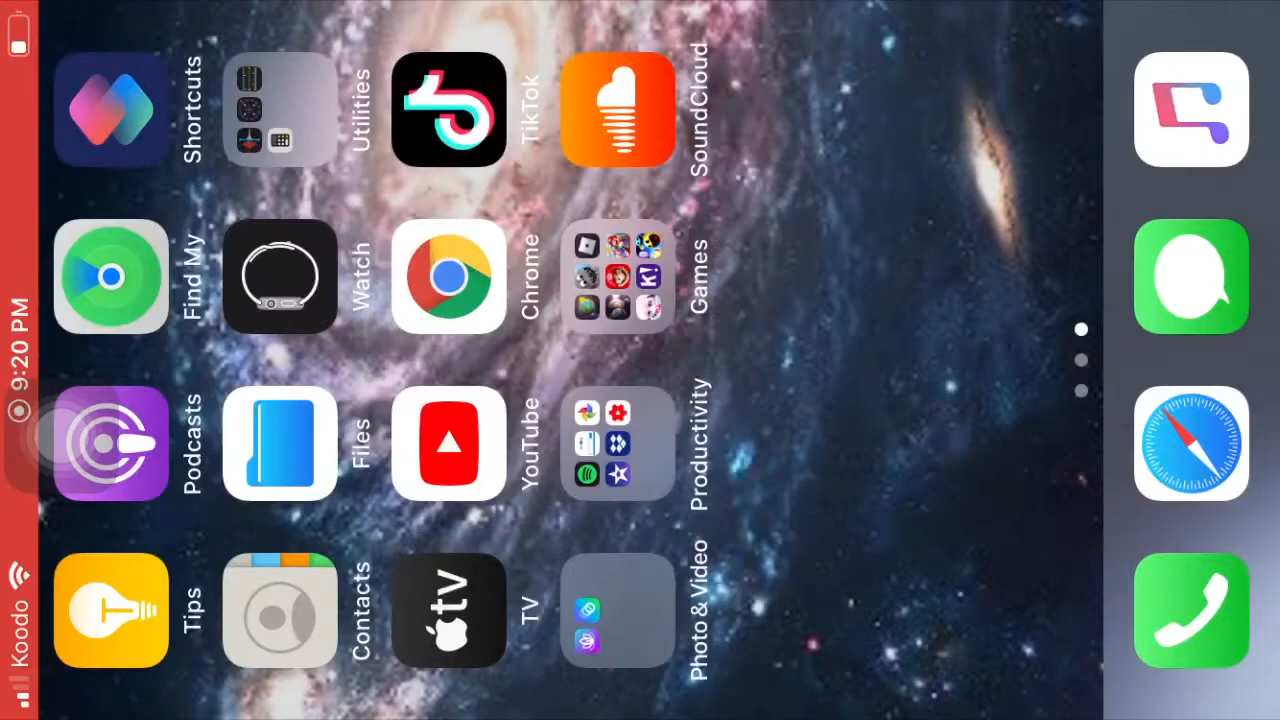 Koodo 9:20 PM
Tips Podcasts Find My Shortcuts
Contacts Files Watch Utilities
tv
TV YouTube Chrome TikTok
K!
Photo & Video Productivity Games SoundCloud